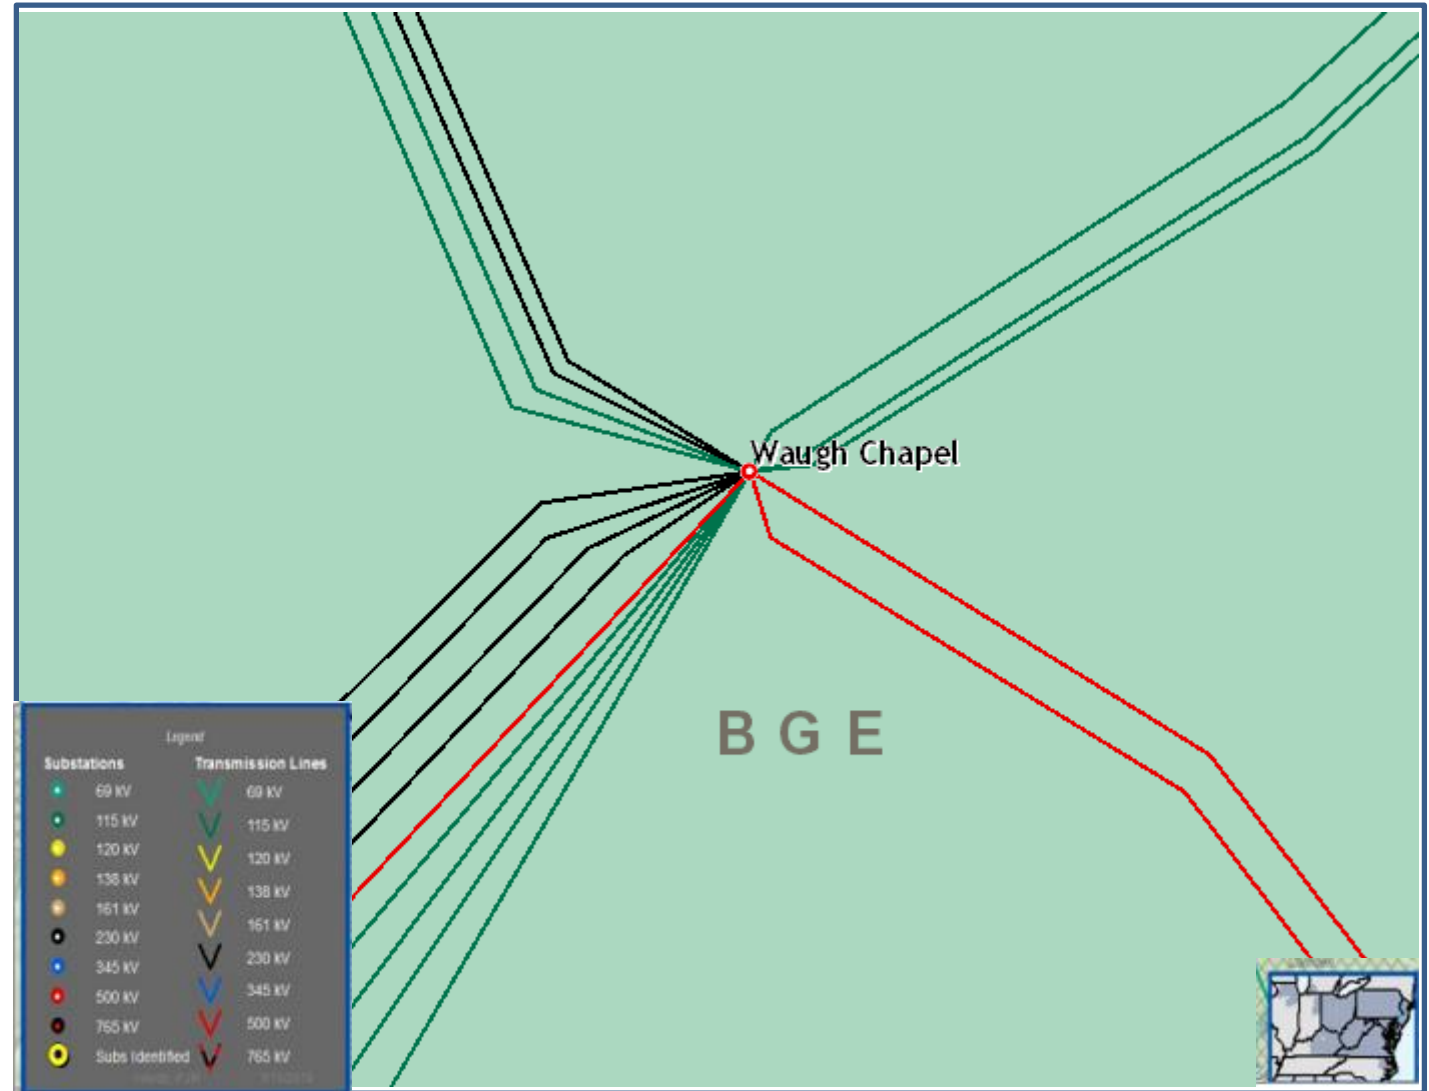 Waugh Chapel
B G E
Legend
Substations Transmission Lines
69 KV 69 KV
115 KV 115 KV
120 KV 120 KV
138 KV 138 KV
161 KV 161 KV
230 KV 230 KV
345 KV 345 KV
500 KV 500 KV
765 KV
Subs Identified 765 KV